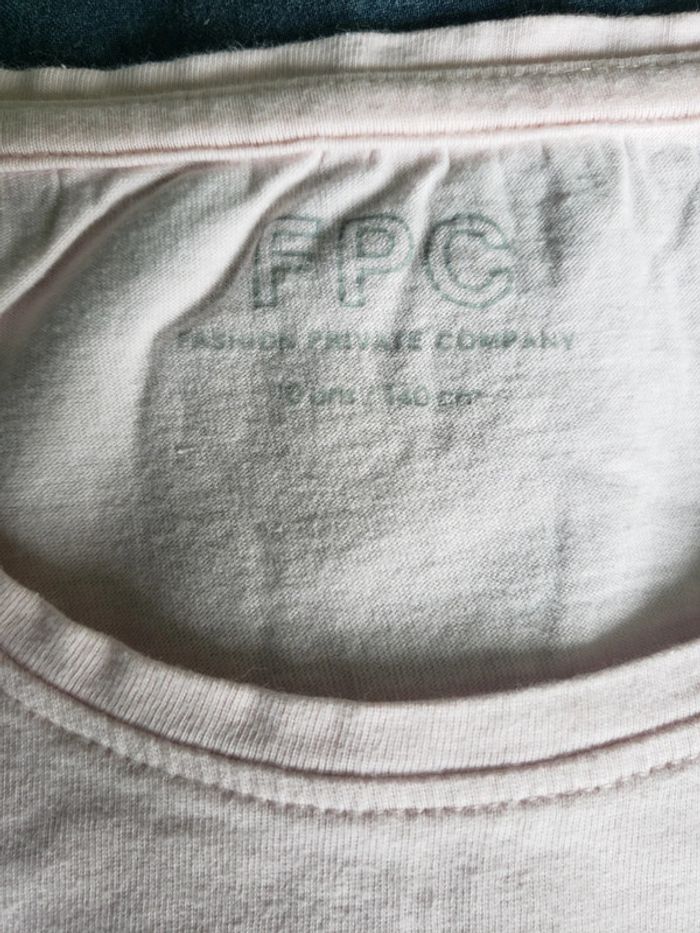 FPC
FASHION PRIVATE COMPANY
10 ans / 140 cm